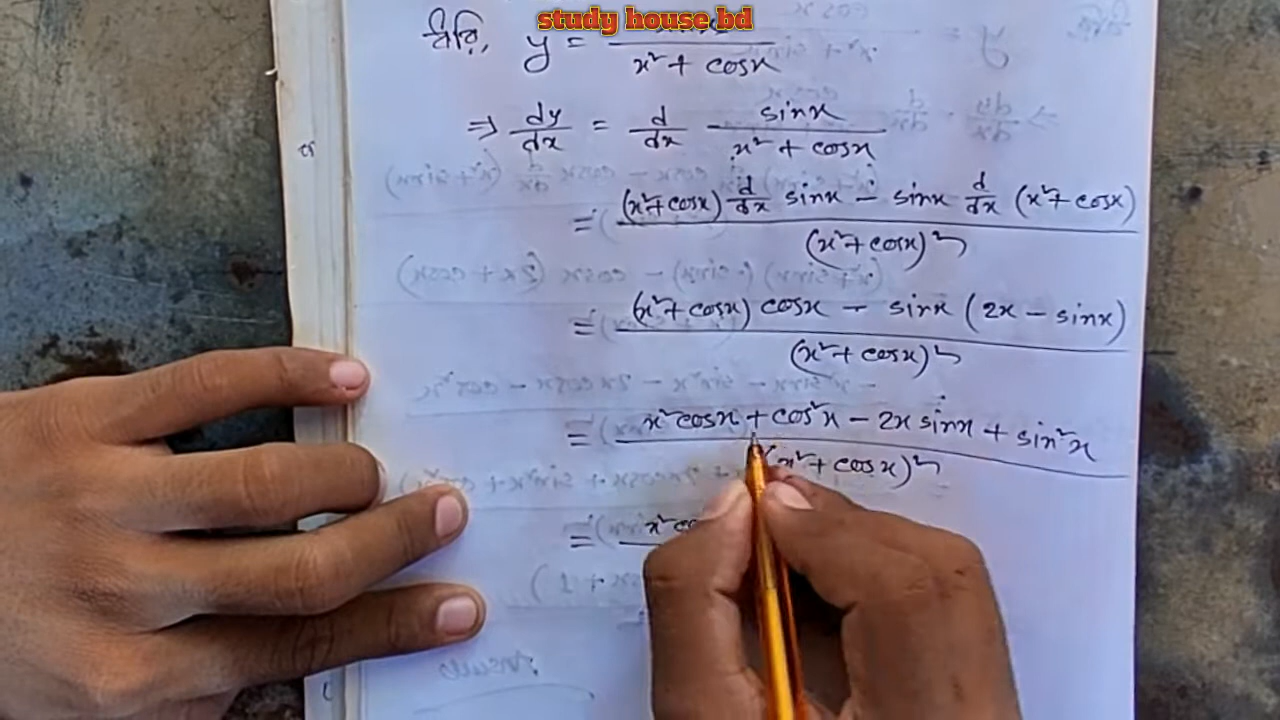 study house bd
ধরি, y = / x² + cosx
⇒ dy/dx = d/dx sinx / x² + cosx
= (x²+cosx) d/dx sinx − sinx d/dx (x²+cosx) / (x²+cosx)²
= (x²+cosx) cosx − sinx (2x − sinx) / (x²+cosx)²
= x²cosx + cos²x − 2x sinx + sin²x / (x²+cosx)²
= x²